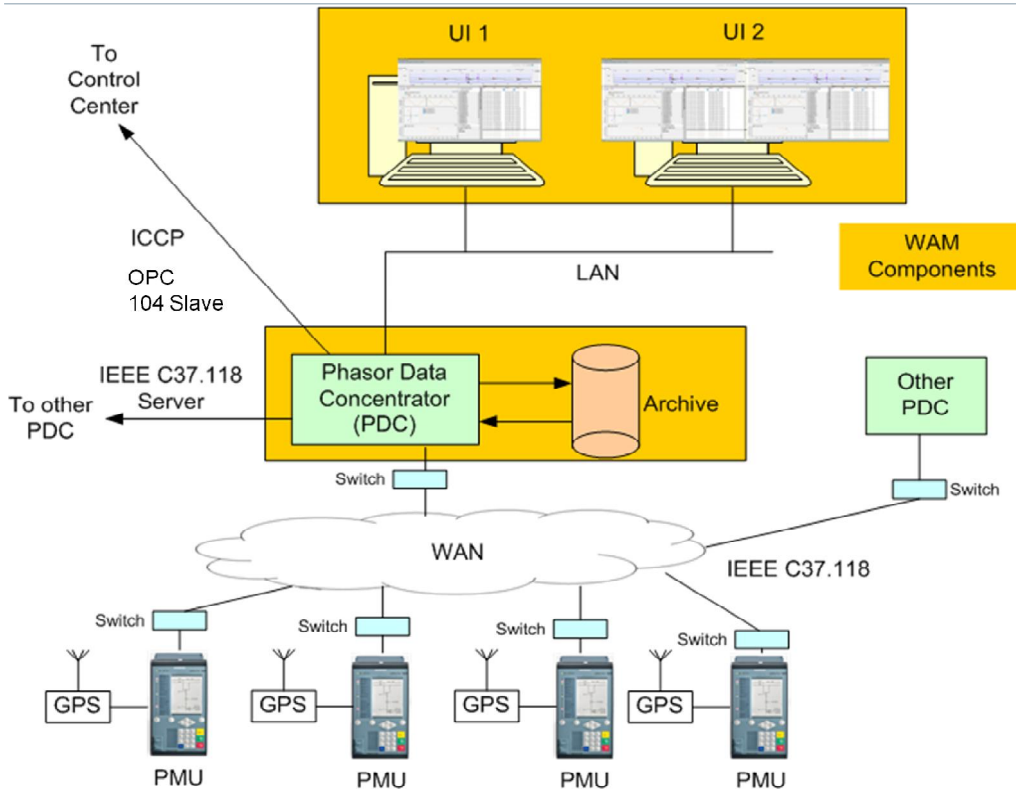 UI 1
UI 2
To
Control
Center
ICCP
OPC
104 Slave
LAN
WAM
Components
IEEE C37.118
Server
To other
PDC
Phasor Data
Concentrator
(PDC)
Archive
Other
PDC
Switch
Switch
WAN
IEEE C37.118
Switch
Switch
Switch
Switch
GPS
GPS
GPS
GPS
PMU
PMU
PMU
PMU